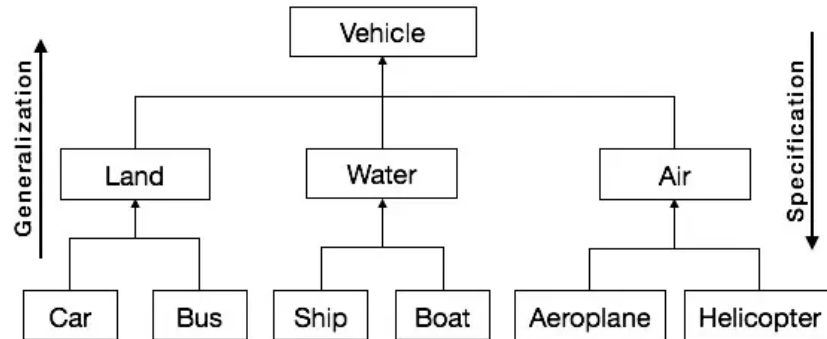 Vehicle
Generalization
Specification
Land
Water
Air
Car
Bus
Ship
Boat
Aeroplane
Helicopter